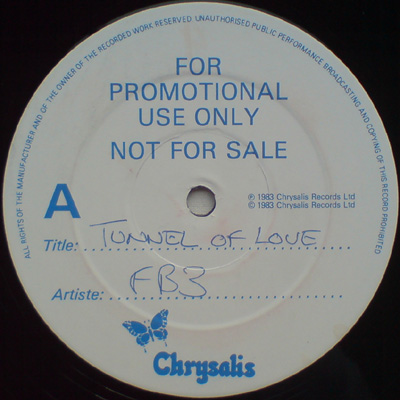 ALL RIGHTS OF THE MANUFACTURER AND OF THE OWNER OF THE RECORDED WORK RESERVED UNAUTHORISED PUBLIC PERFORMANCE BROADCASTING AND COPYING OF THIS RECORD PROHIBITED
FOR
PROMOTIONAL
USE ONLY
NOT FOR SALE
A
℗ 1983 Chrysalis Records Ltd
© 1983 Chrysalis Records Ltd
Title: TUNNEL OF LOVE
Artiste: FB3
Chrysalis